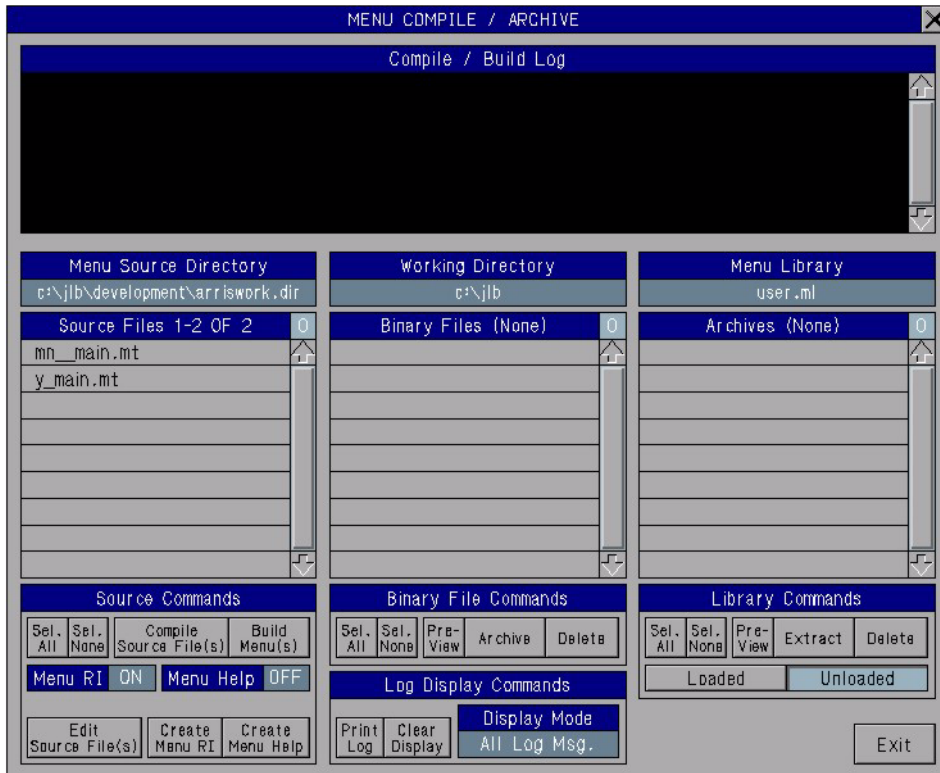 MENU COMPILE / ARCHIVE
Compile / Build Log
Menu Source Directory
c:\jlb\development\arriswork.dir
Working Directory
c:\jlb
Menu Library
user.ml
Source Files 1-2 OF 2 0
mn__main.mt
y_main.mt
Binary Files (None) 0
Archives (None) 0
Source Commands
Sel. All
Sel. None
Compile Source File(s)
Build Menu(s)
Menu RI ON
Menu Help OFF
Edit Source File(s)
Create Menu RI
Create Menu Help
Binary File Commands
Sel. All
Sel. None
Pre-View
Archive
Delete
Log Display Commands
Print Log
Clear Display
Display Mode
All Log Msg.
Library Commands
Sel. All
Sel. None
Pre-View
Extract
Delete
Loaded
Unloaded
Exit